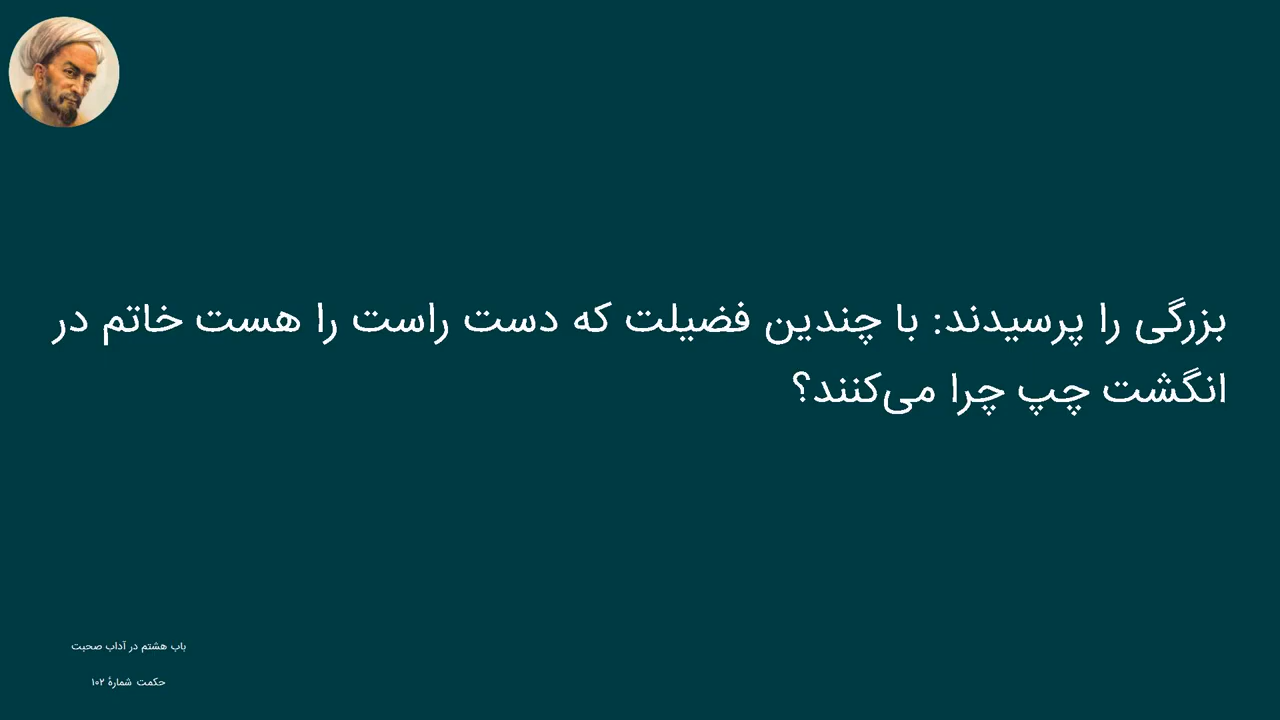 بزرگی را پرسیدند: با چندین فضیلت که دست راست را هست خاتم در
انگشت چپ چرا می‌کنند؟
باب هشتم در آداب صحبت
حکمت شمارهٔ ۱۰۲